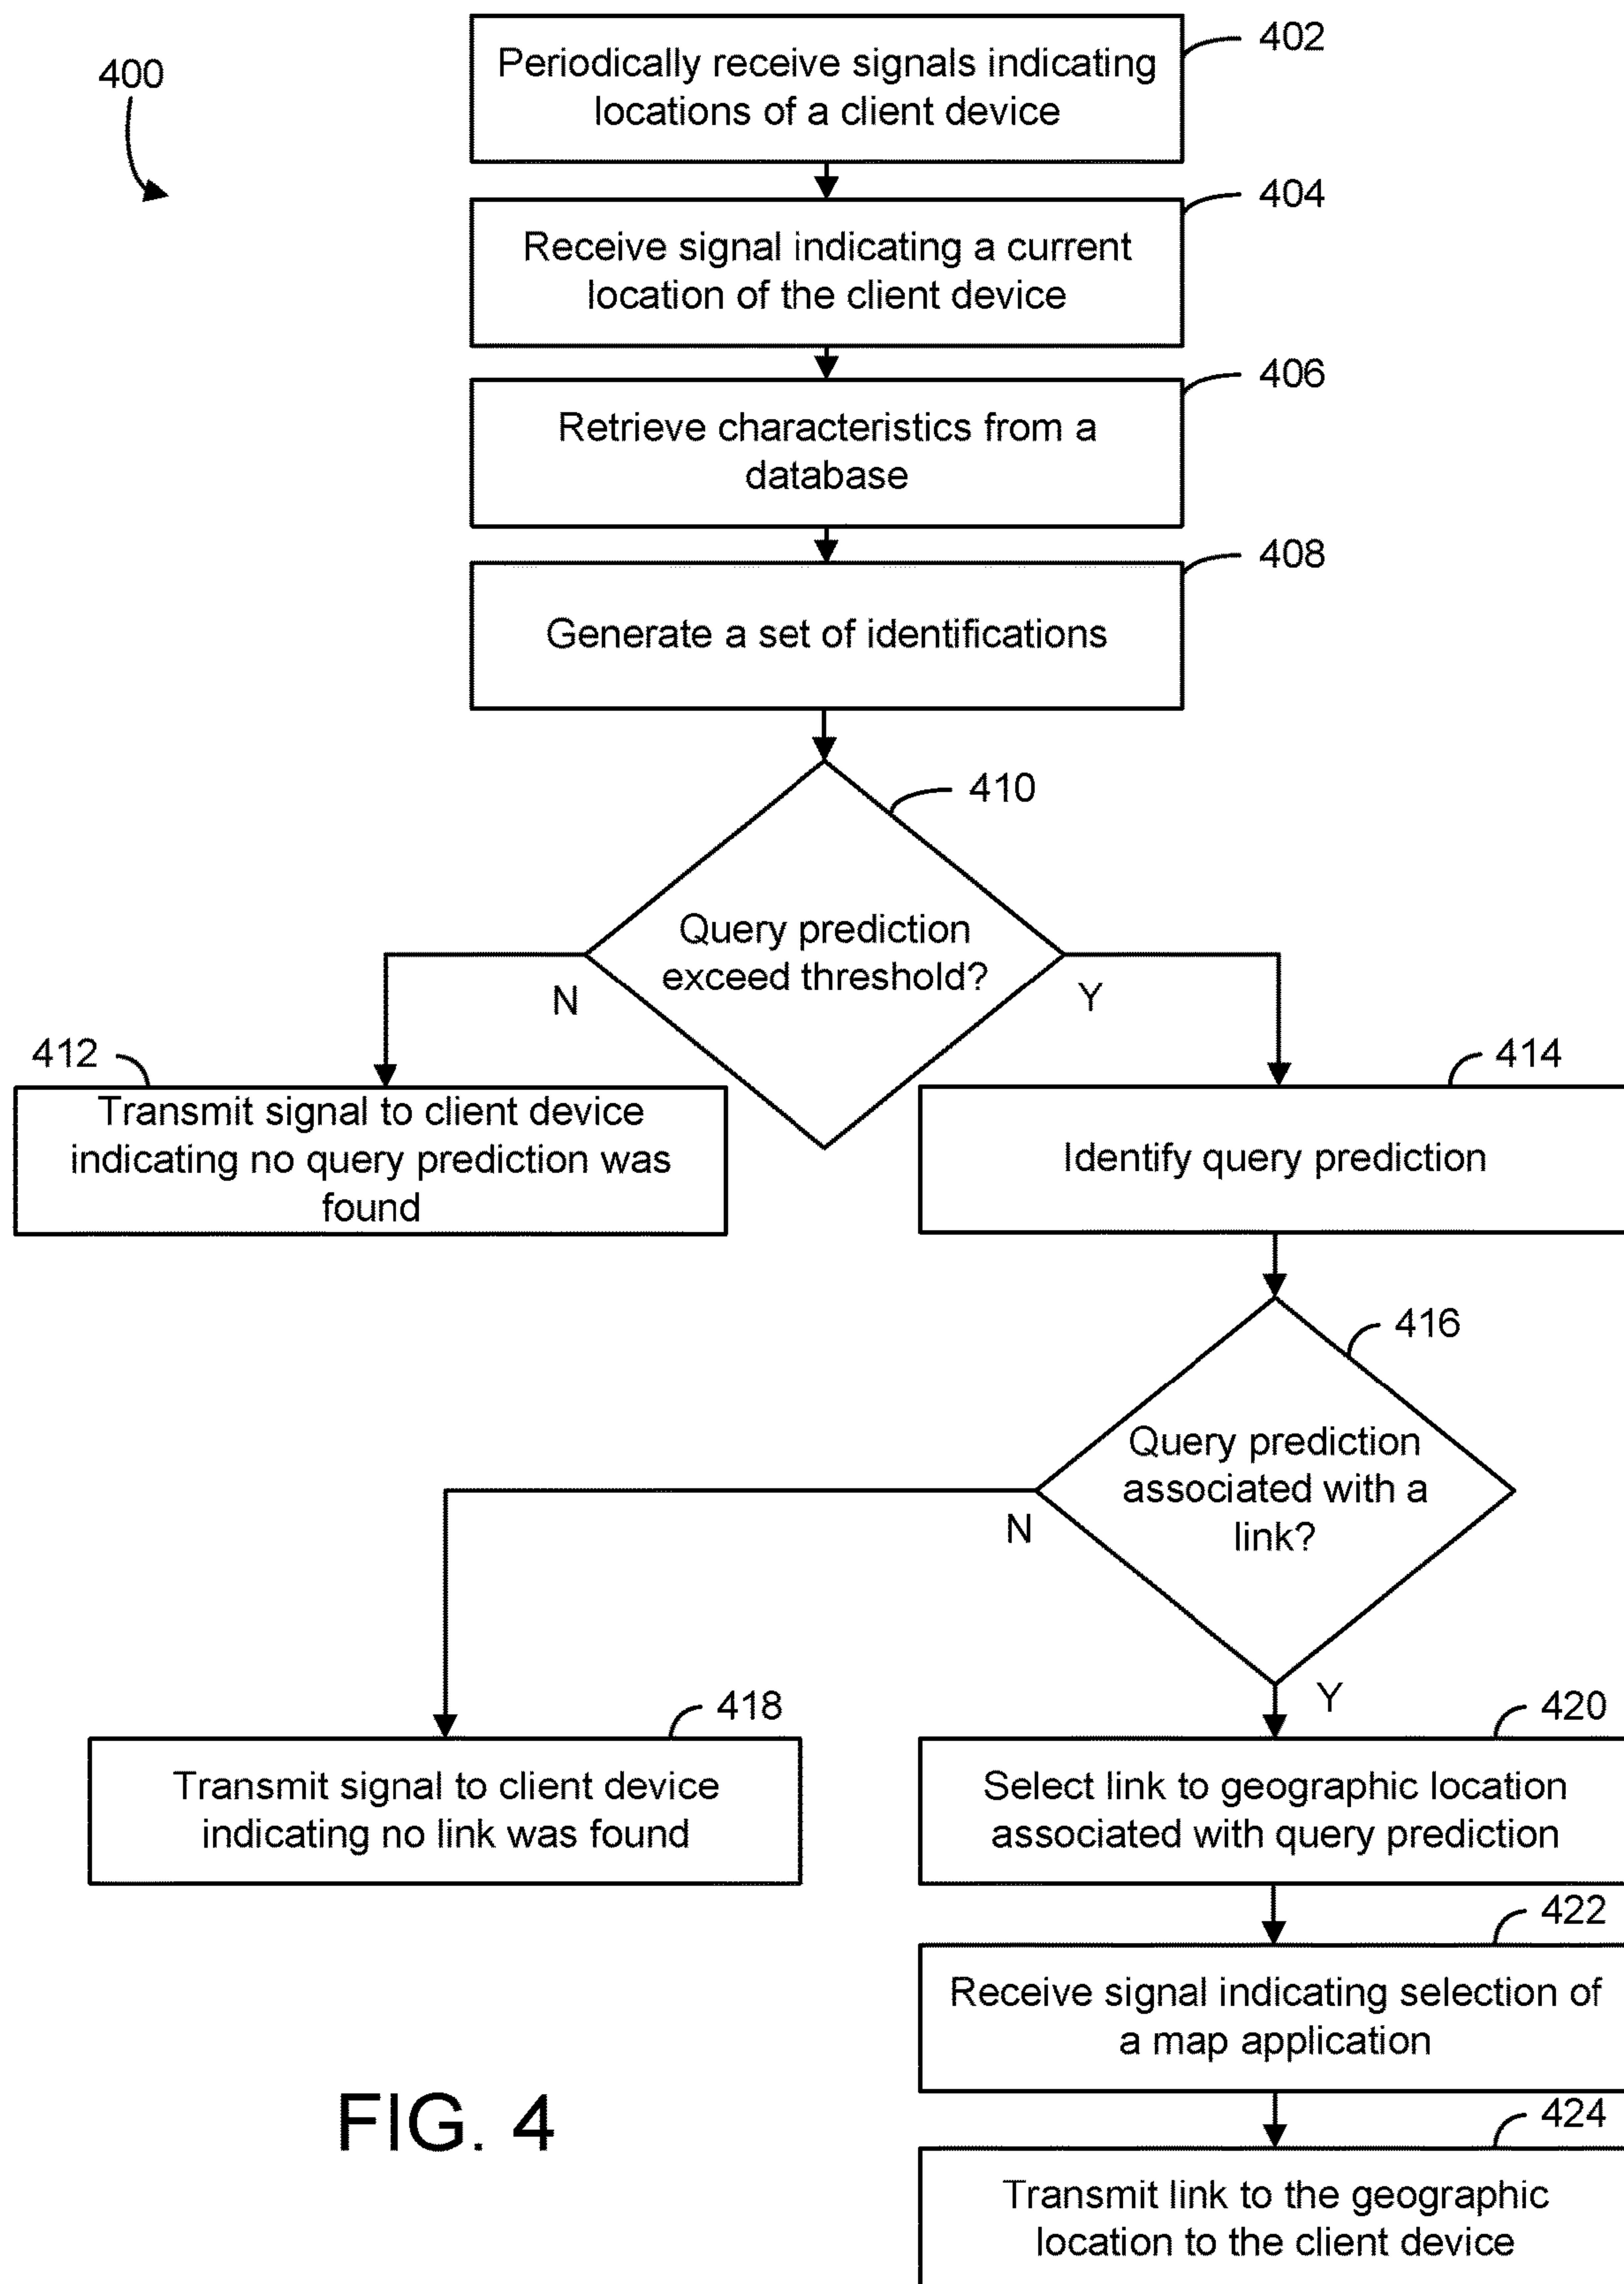 400
402
Periodically receive signals indicating
locations of a client device
404
Receive signal indicating a current
location of the client device
406
Retrieve characteristics from a
database
408
Generate a set of identifications
410
Query prediction
exceed threshold?
N
Y
412
Transmit signal to client device
indicating no query prediction was
found
414
Identify query prediction
416
Query prediction
associated with a
link?
N
Y
418
Transmit signal to client device
indicating no link was found
420
Select link to geographic location
associated with query prediction
422
Receive signal indicating selection of
a map application
424
Transmit link to the geographic
location to the client device
FIG. 4